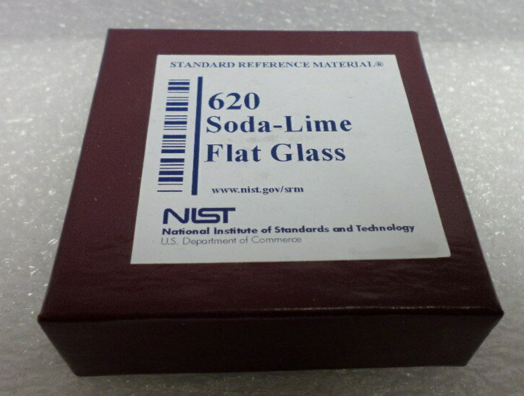 STANDARD REFERENCE MATERIAL®
620
Soda-Lime
Flat Glass
www.nist.gov/srm
NIST
National Institute of Standards and Technology
U.S. Department of Commerce